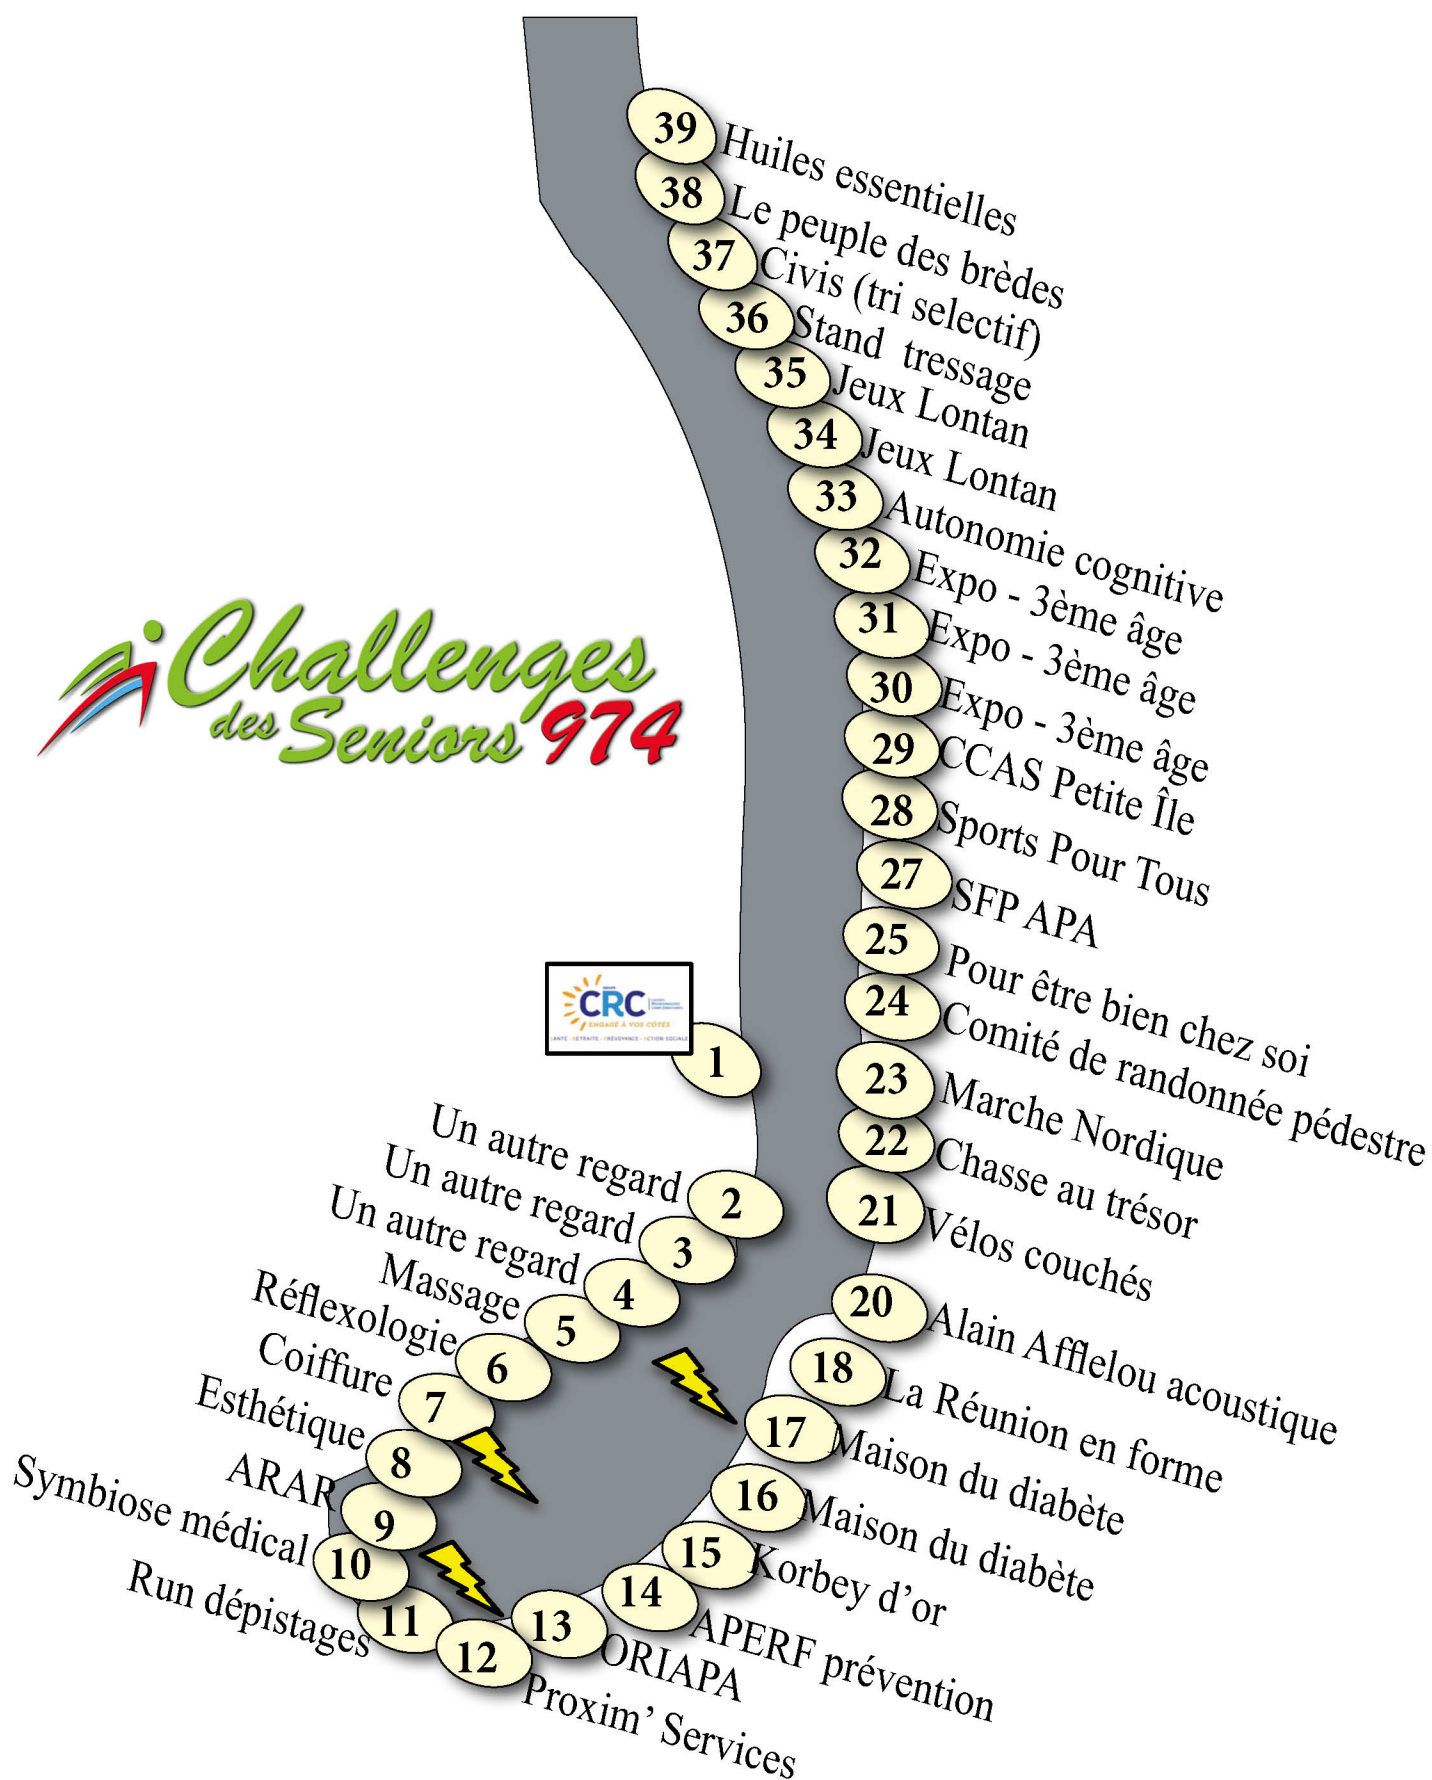 39 Huiles essentielles
38 Le peuple des brèdes
37 Civis (tri selectif)
36 Stand tressage
35 Jeux Lontan
34 Jeux Lontan
33 Autonomie cognitive
32 Expo - 3ème âge
31 Expo - 3ème âge
30 Expo - 3ème âge
29 CCAS Petite Île
28 Sports Pour Tous
27 SFP APA
25 Pour être bien chez soi
24 Comité de randonnée pédestre
23 Marche Nordique
22 Chasse au trésor
21 Vélos couchés
20 Alain Afflelou acoustique
18 La Réunion en forme
17 Maison du diabète
16 Maison du diabète
15 Korbey d'or
14 APERF prévention
13 ORIAPA
12 Proxim' Services
Challenges
des Seniors 974
CRC
ENGAGÉ À VOS CÔTÉS
1
Un autre regard 2
Un autre regard 3
Un autre regard 4
Massage 5
Réflexologie 6
Coiffure 7
Esthétique 8
ARAR 9
Symbiose médical 10
Run dépistages 11